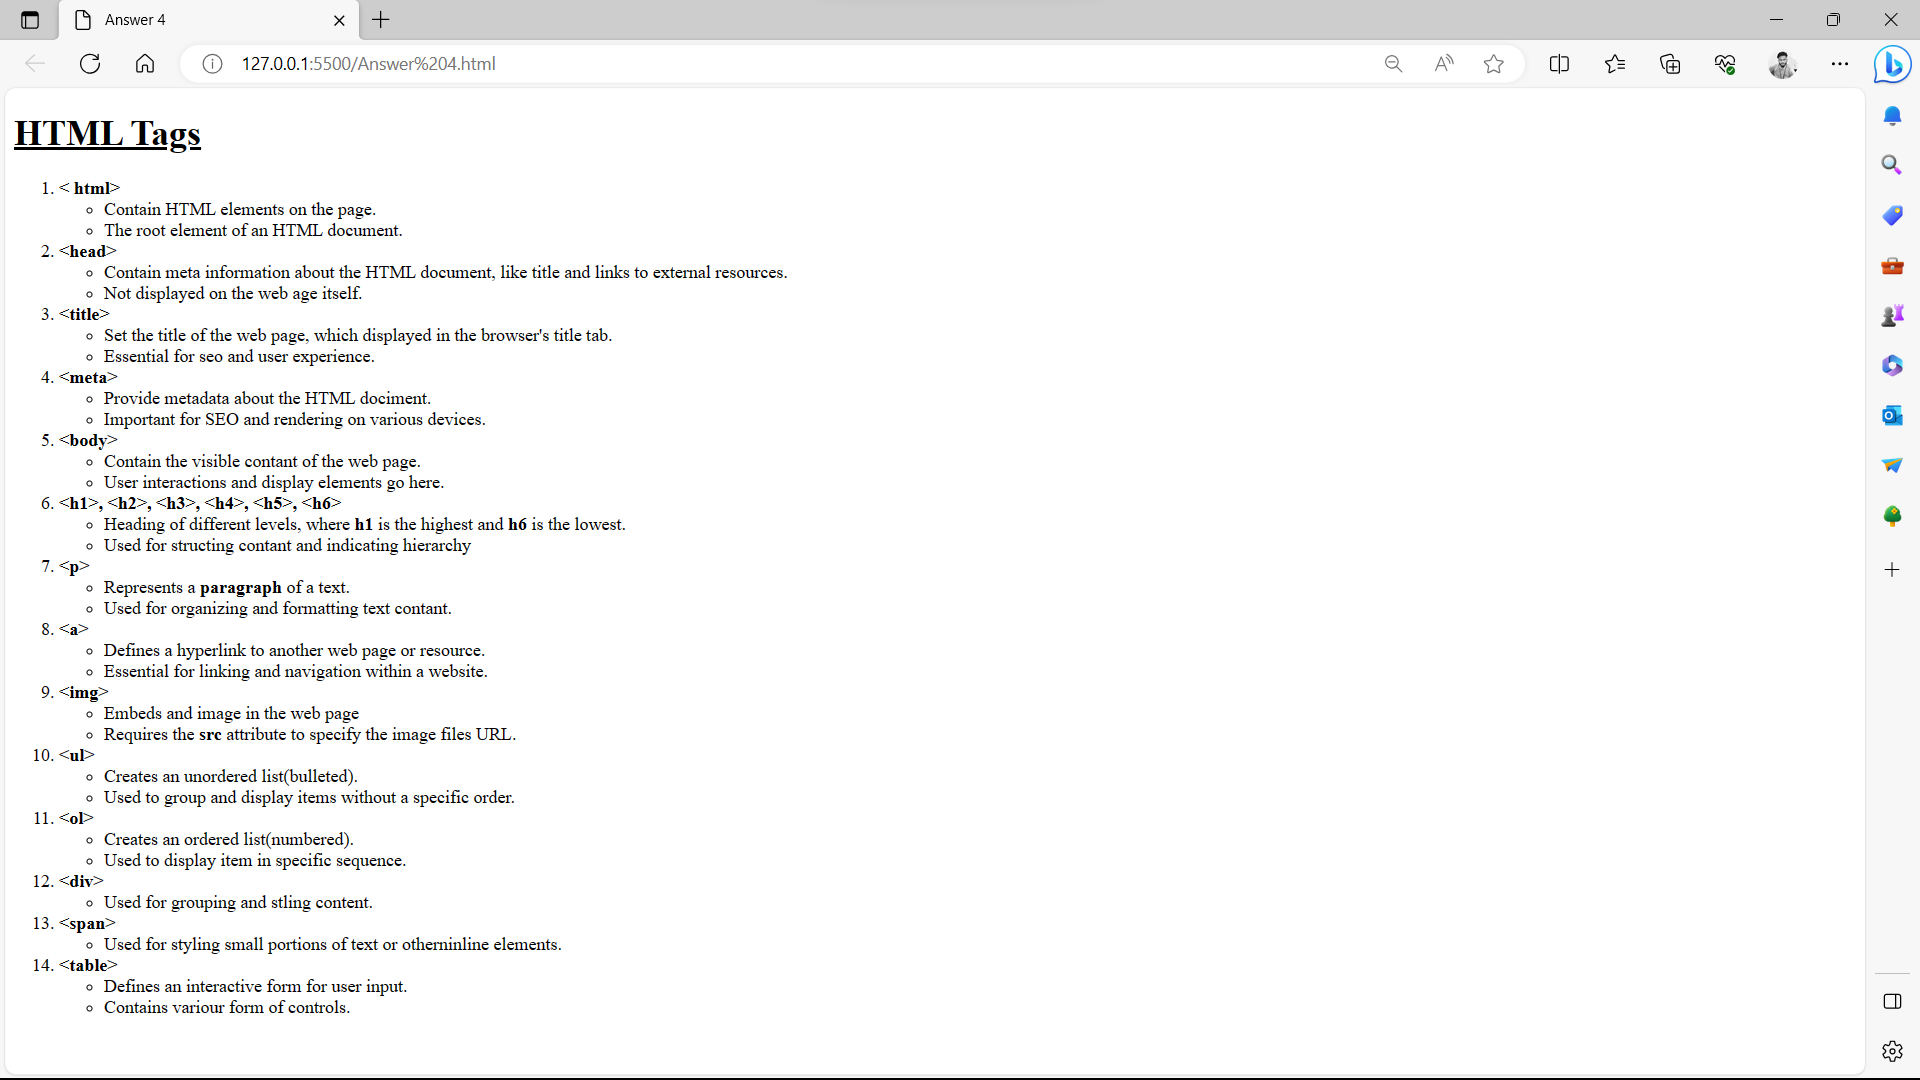 Answer 4
127.0.0.1:5500/Answer%204.html
HTML Tags
1. < html>
Contain HTML elements on the page.
The root element of an HTML document.
2. <head>
Contain meta information about the HTML document, like title and links to external resources.
Not displayed on the web age itself.
3. <title>
Set the title of the web page, which displayed in the browser's title tab.
Essential for seo and user experience.
4. <meta>
Provide metadata about the HTML dociment.
Important for SEO and rendering on various devices.
5. <body>
Contain the visible contant of the web page.
User interactions and display elements go here.
6. <h1>, <h2>, <h3>, <h4>, <h5>, <h6>
Heading of different levels, where h1 is the highest and h6 is the lowest.
Used for structing contant and indicating hierarchy
7. <p>
Represents a paragraph of a text.
Used for organizing and formatting text contant.
8. <a>
Defines a hyperlink to another web page or resource.
Essential for linking and navigation within a website.
9. <img>
Embeds and image in the web page
Requires the src attribute to specify the image files URL.
10. <ul>
Creates an unordered list(bulleted).
Used to group and display items without a specific order.
11. <ol>
Creates an ordered list(numbered).
Used to display item in specific sequence.
12. <div>
Used for grouping and stling content.
13. <span>
Used for styling small portions of text or otherninline elements.
14. <table>
Defines an interactive form for user input.
Contains variour form of controls.